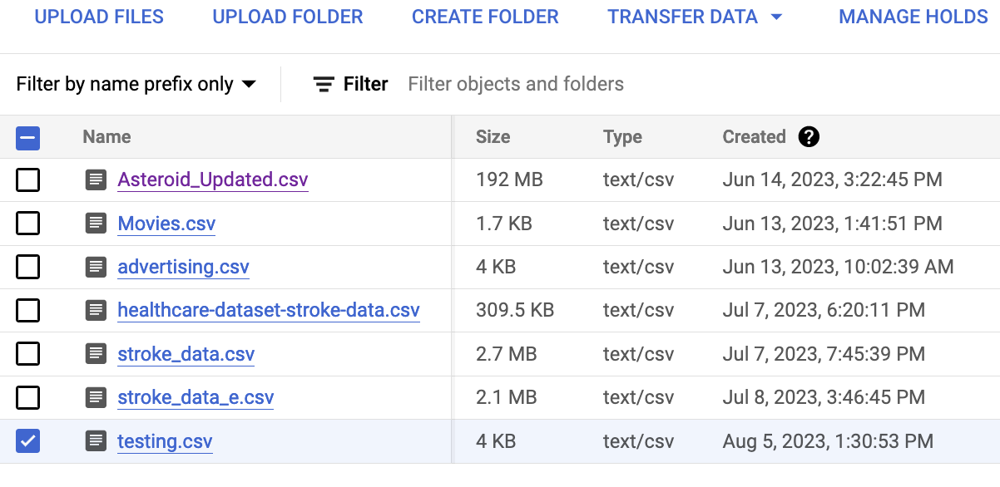 UPLOAD FILES UPLOAD FOLDER CREATE FOLDER TRANSFER DATA MANAGE HOLDS
Filter by name prefix only Filter Filter objects and folders
Name Size Type Created ?
Asteroid_Updated.csv 192 MB text/csv Jun 14, 2023, 3:22:45 PM
Movies.csv 1.7 KB text/csv Jun 13, 2023, 1:41:51 PM
advertising.csv 4 KB text/csv Jun 13, 2023, 10:02:39 AM
healthcare-dataset-stroke-data.csv 309.5 KB text/csv Jul 7, 2023, 6:20:11 PM
stroke_data.csv 2.7 MB text/csv Jul 7, 2023, 7:45:39 PM
stroke_data_e.csv 2.1 MB text/csv Jul 8, 2023, 3:46:45 PM
testing.csv 4 KB text/csv Aug 5, 2023, 1:30:53 PM